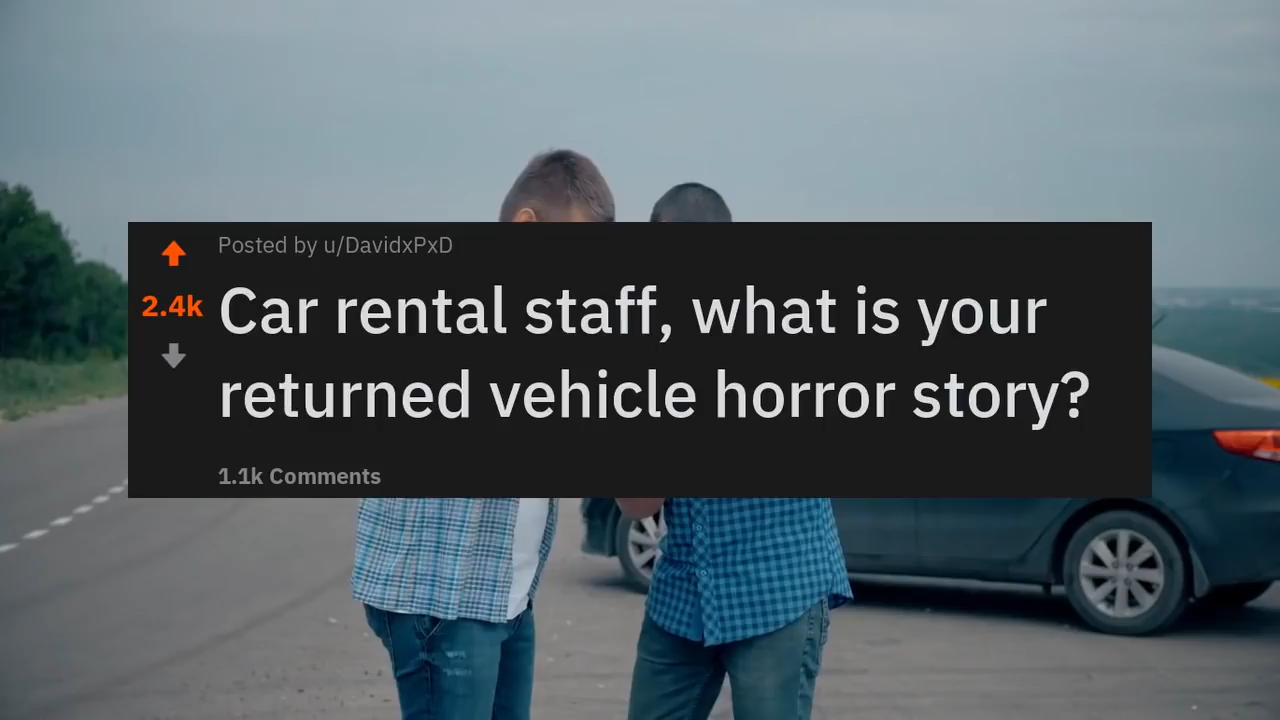 Posted by u/DavidxPxD
2.4k
Car rental staff, what is your
returned vehicle horror story?
1.1k Comments